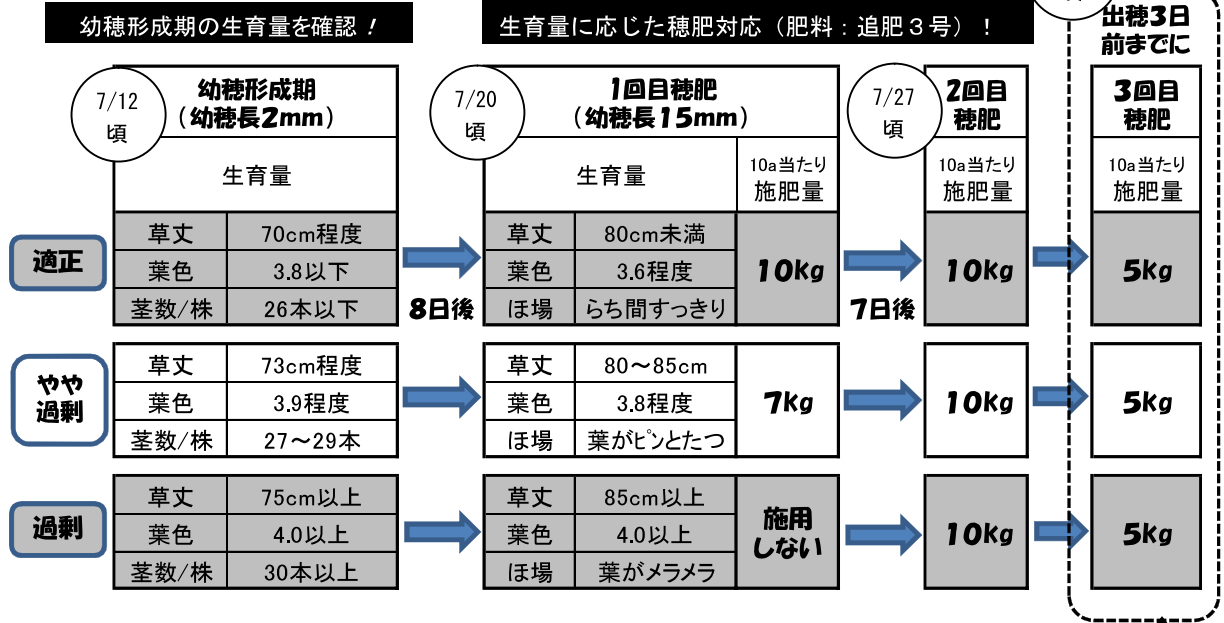 幼穂形成期の生育量を確認！
生育量に応じた穂肥対応（肥料：追肥３号）！
出穂3日
前までに
7/12
頃
幼穂形成期
（幼穂長2mm）
7/20
頃
1回目穂肥
（幼穂長15mm）
7/27
頃
2回目
穂肥
3回目
穂肥
生育量
生育量
10a当たり
施肥量
10a当たり
施肥量
10a当たり
施肥量
適正
草丈 70cm程度
葉色 3.8以下
茎数/株 26本以下
8日後
草丈 80cm未満
葉色 3.6程度
ほ場 らち間すっきり
10kg
7日後
10kg
5kg
やや
過剰
草丈 73cm程度
葉色 3.9程度
茎数/株 27～29本
草丈 80～85cm
葉色 3.8程度
ほ場 葉がピンとたつ
7kg
10kg
5kg
過剰
草丈 75cm以上
葉色 4.0以上
茎数/株 30本以上
草丈 85cm以上
葉色 4.0以上
ほ場 葉がメラメラ
施用
しない
10kg
5kg